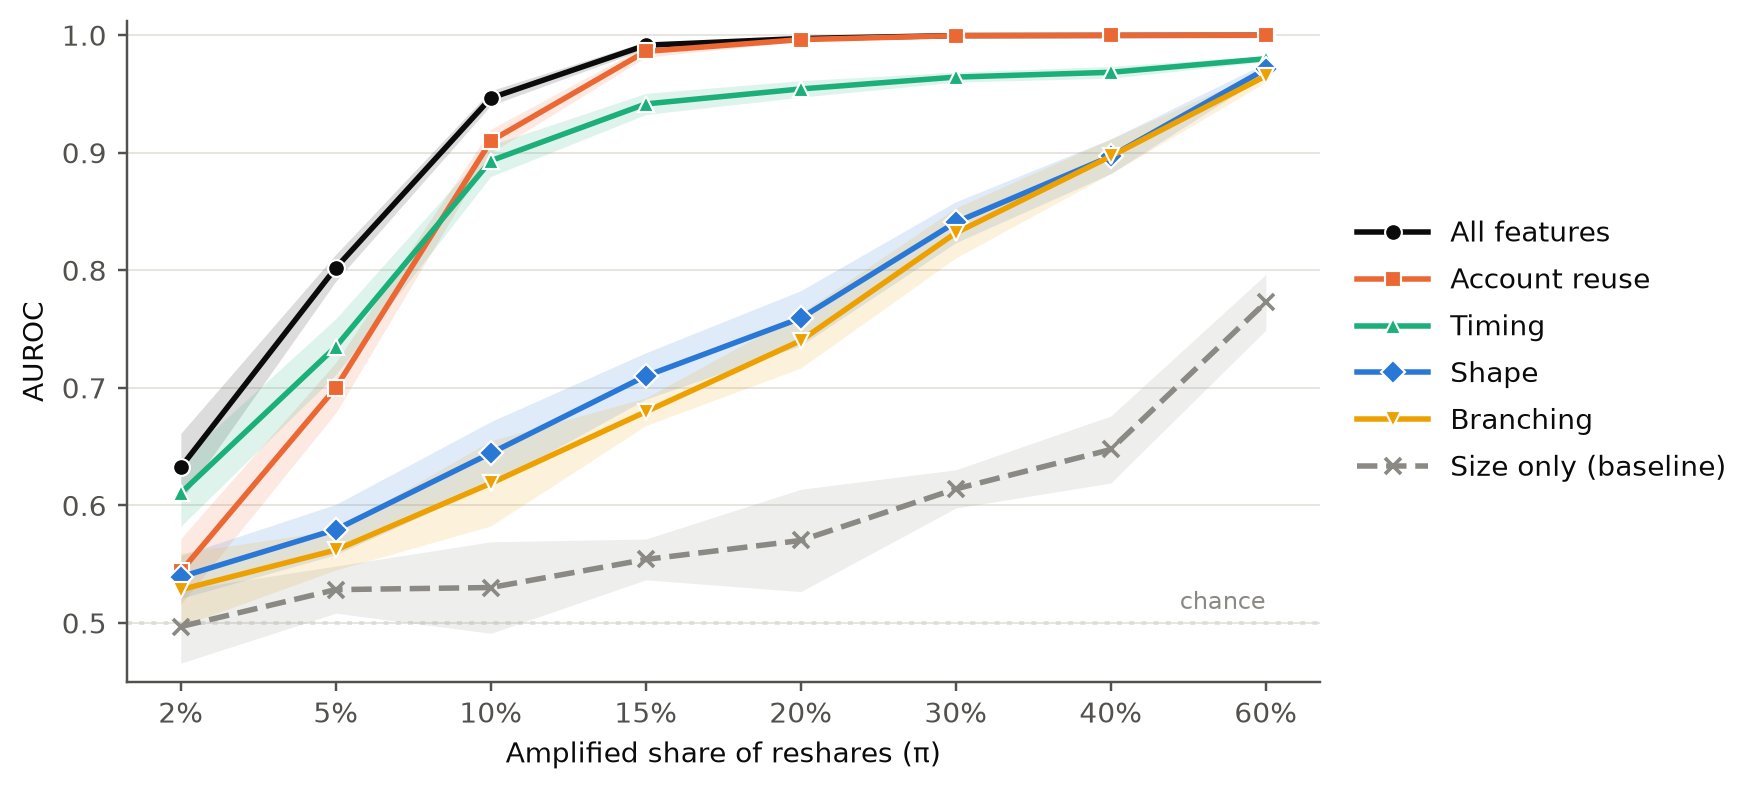 AUROC
1.0
0.9
0.8
0.7
0.6
0.5
chance
2% 5% 10% 15% 20% 30% 40% 60%
Amplified share of reshares (π)
All features
Account reuse
Timing
Shape
Branching
Size only (baseline)